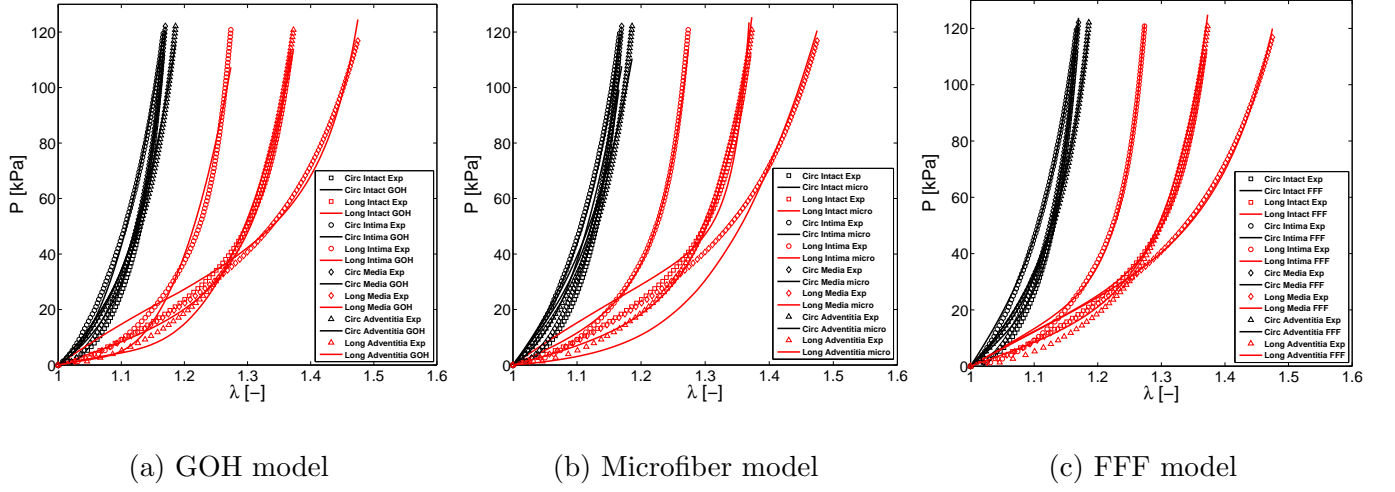 120
100
80
60
40
20
0
P [kPa]
1
1.1
1.2
1.3
1.4
1.5
1.6
λ [−]
Circ Intact Exp
Circ Intact GOH
Long Intact Exp
Long Intact GOH
Circ Intima Exp
Circ Intima GOH
Long Intima Exp
Long Intima GOH
Circ Media Exp
Circ Media GOH
Long Media Exp
Long Media GOH
Circ Adventitia Exp
Circ Adventitia GOH
Long Adventitia Exp
Long Adventitia GOH
(a) GOH model
120
100
80
60
40
20
0
P [kPa]
1
1.1
1.2
1.3
1.4
1.5
1.6
λ [−]
Circ Intact Exp
Circ Intact micro
Long Intact Exp
Long Intact micro
Circ Intima Exp
Circ Intima micro
Long Intima Exp
Long Intima micro
Circ Media Exp
Circ Media micro
Long Media Exp
Long Media micro
Circ Adventitia Exp
Circ Adventitia micro
Long Adventitia Exp
Long Adventitia micro
(b) Microfiber model
120
100
80
60
40
20
0
P [kPa]
1
1.1
1.2
1.3
1.4
1.5
1.6
λ [−]
Circ Intact Exp
Circ Intact FFF
Long Intact Exp
Long Intact FFF
Circ Intima Exp
Circ Intima FFF
Long Intima Exp
Long Intima FFF
Circ Media Exp
Circ Media FFF
Long Media Exp
Long Media FFF
Circ Adventitia Exp
Circ Adventitia FFF
Long Adventitia Exp
Long Adventitia FFF
(c) FFF model